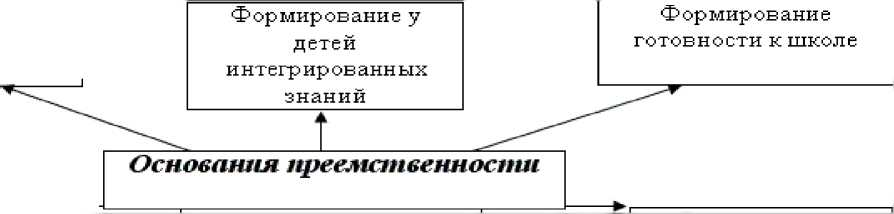 Формирование у
детей
интегрированных
знаний
Формирование
готовности к школе
Основания преемственности